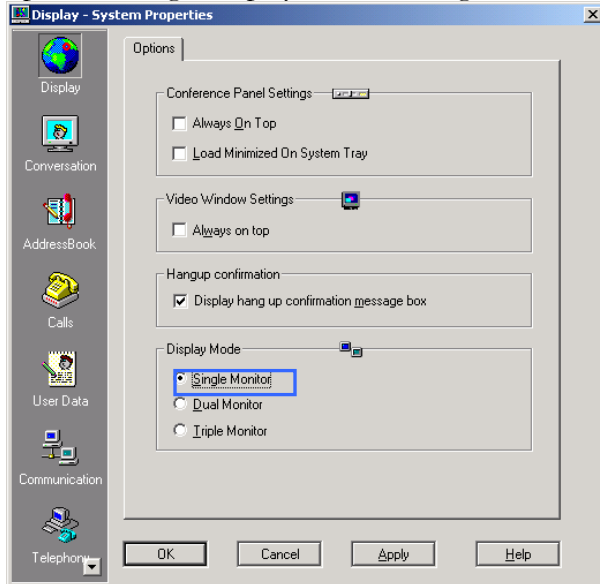 Display - System Properties
Display
Conversation
AddressBook
Calls
User Data
Communication
Telephony
Options
Conference Panel Settings
Always On Top
Load Minimized On System Tray
Video Window Settings
Always on top
Hangup confirmation
Display hang up confirmation message box
Display Mode
Single Monitor
Dual Monitor
Triple Monitor
OK
Cancel
Apply
Help